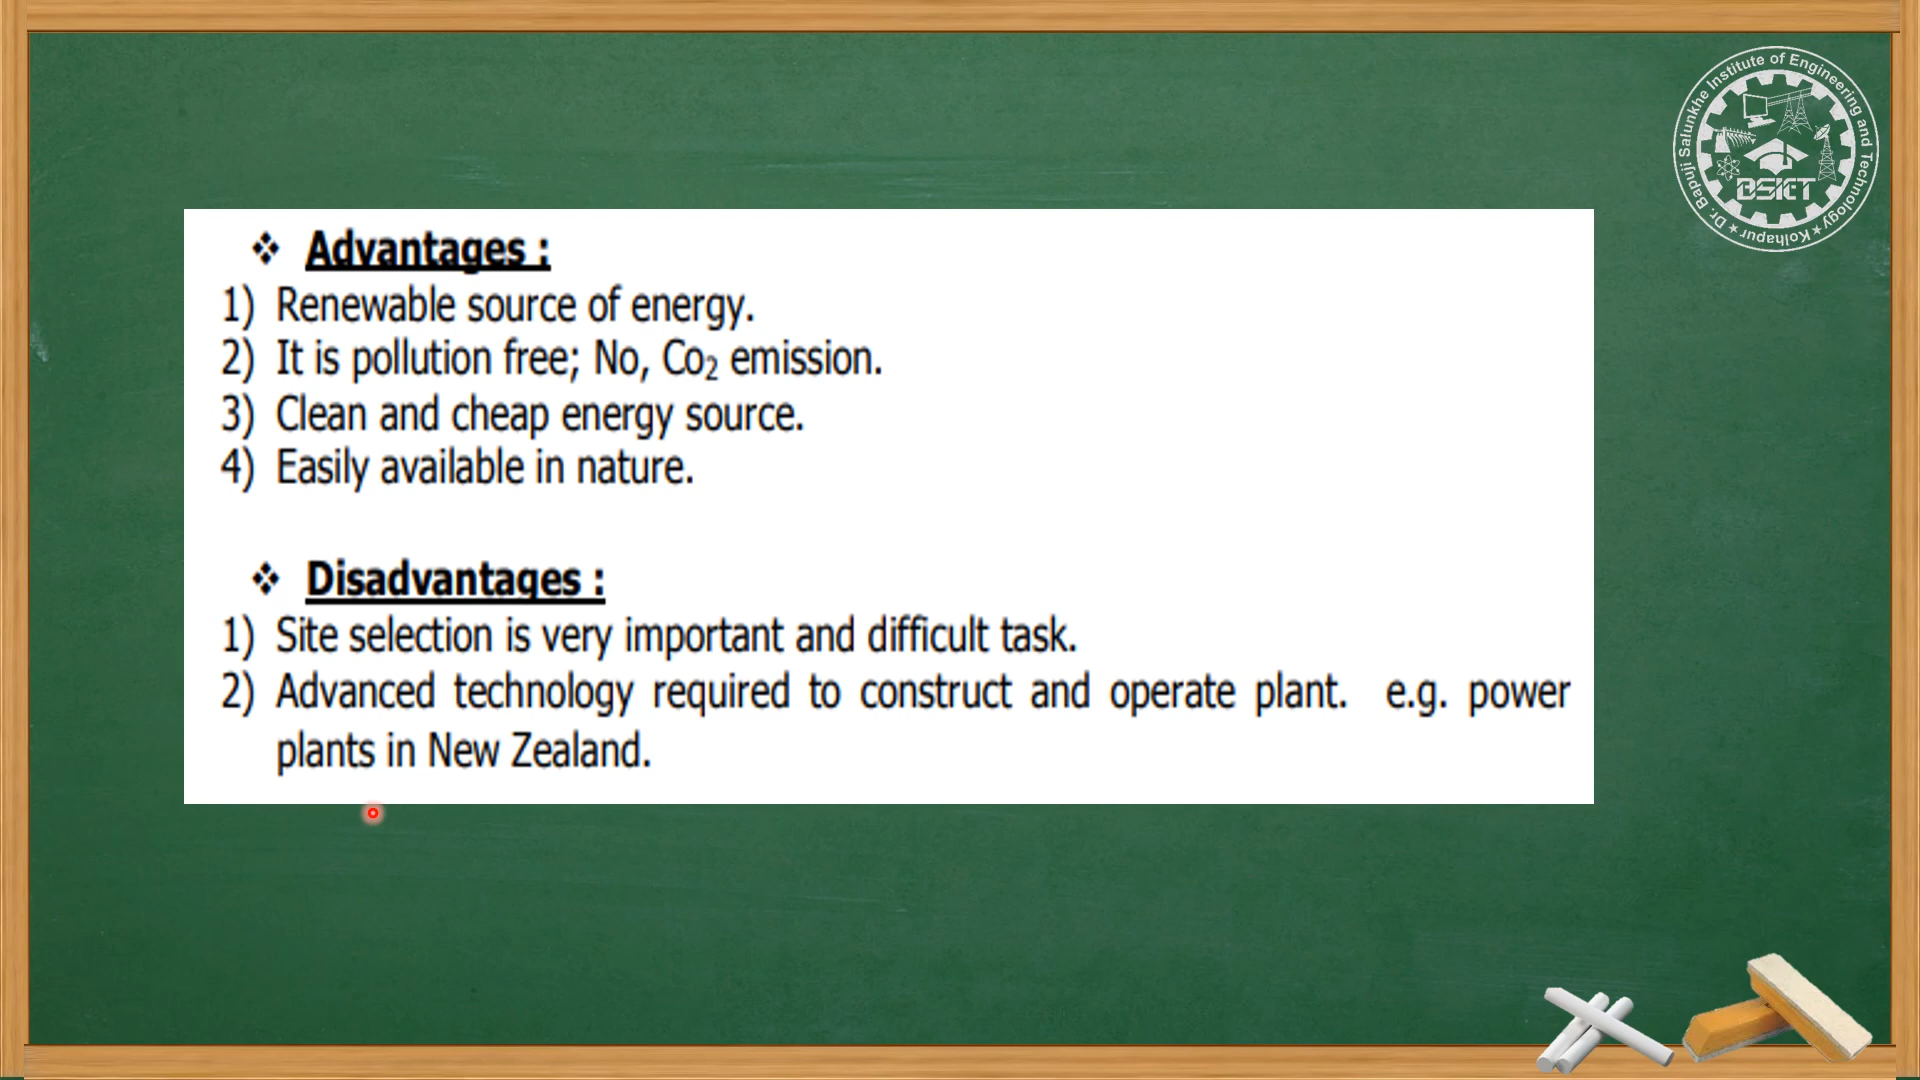 Dr. Bapuji Salunkhe Institute of Engineering and Technology ★ Kolhapur ★
BSIET
❖ Advantages :
1) Renewable source of energy.
2) It is pollution free; No, Co₂ emission.
3) Clean and cheap energy source.
4) Easily available in nature.
❖ Disadvantages :
1) Site selection is very important and difficult task.
2) Advanced technology required to construct and operate plant. e.g. power
plants in New Zealand.